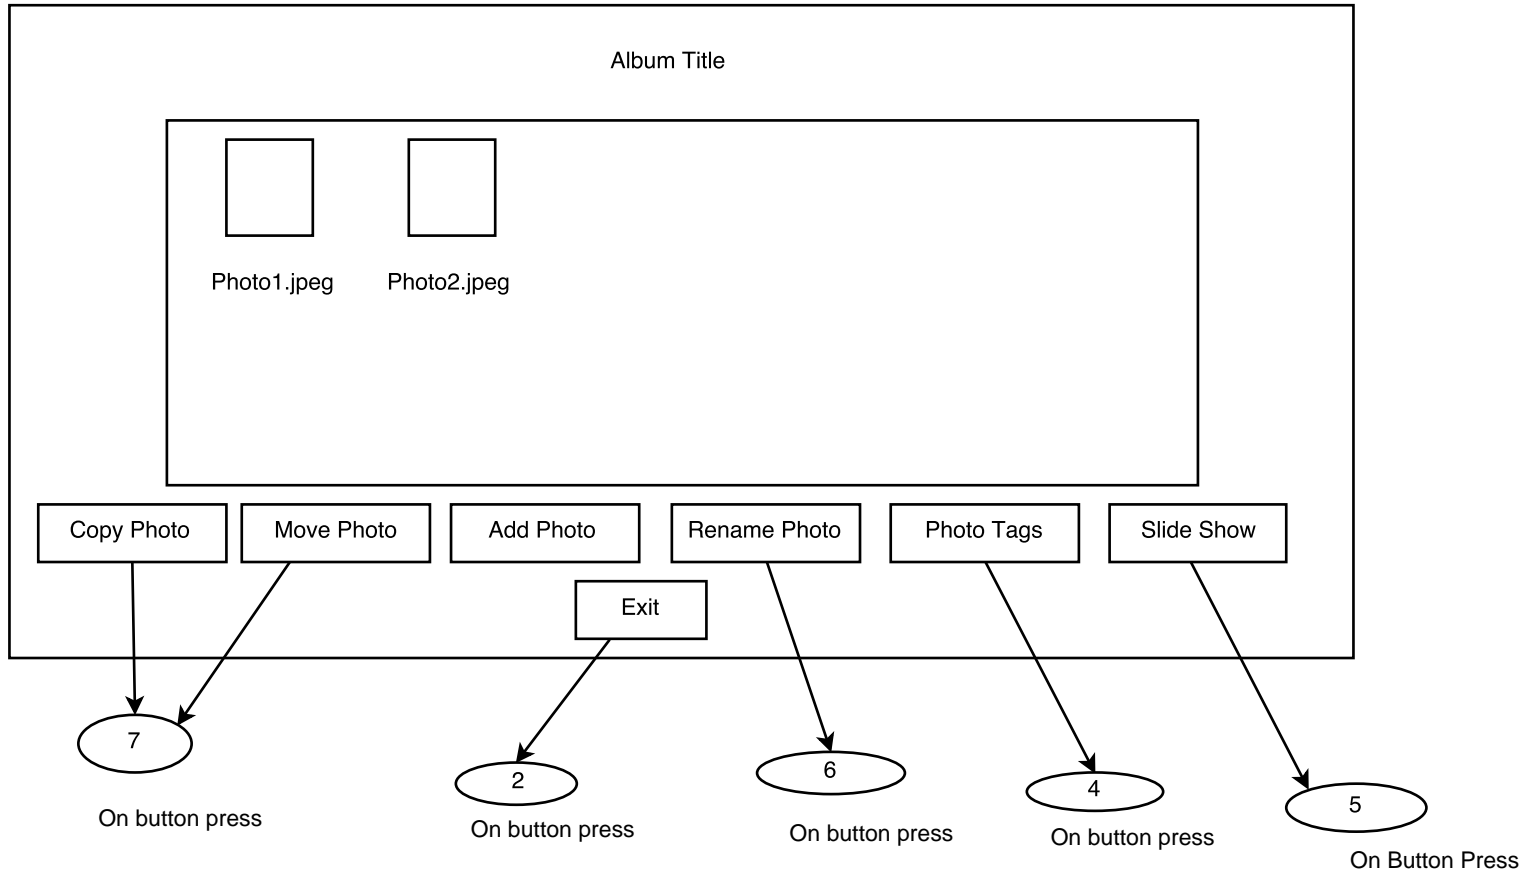 Album Title
Photo1.jpeg
Photo2.jpeg
Copy Photo
Move Photo
Add Photo
Rename Photo
Photo Tags
Slide Show
Exit
7
2
6
4
5
On button press
On button press
On button press
On button press
On Button Press